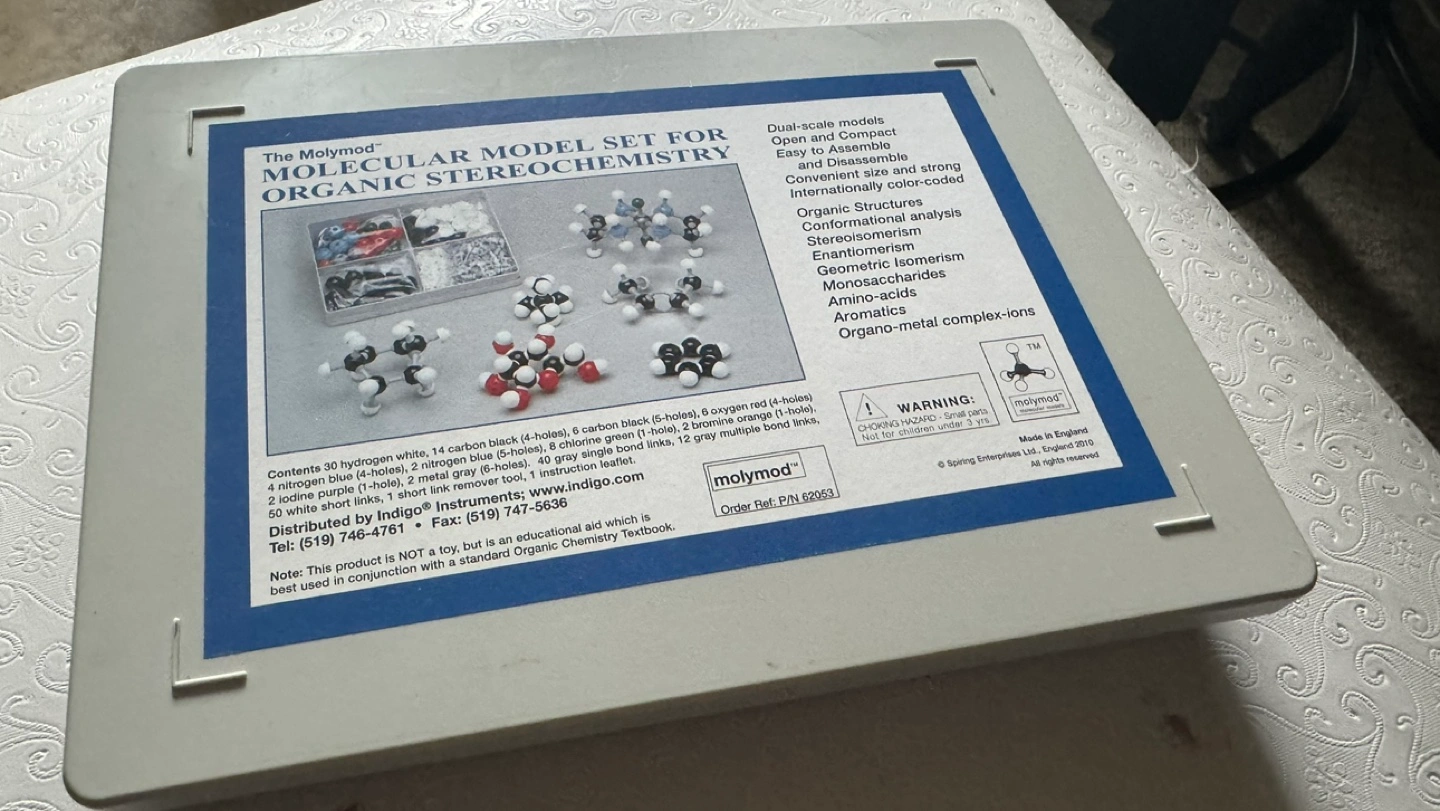 The Molymod™
MOLECULAR MODEL SET FOR
ORGANIC STEREOCHEMISTRY
Dual-scale models
Open and Compact
Easy to Assemble
and Disassemble
Convenient size and strong
Internationally color-coded
Organic Structures
Conformational analysis
Stereoisomerism
Enantiomerism
Geometric Isomerism
Monosaccharides
Amino-acids
Aromatics
Organo-metal complex-ions
Contents 30 hydrogen white, 14 carbon black (4-holes), 6 carbon black (5-holes), 6 oxygen red (4-holes)
4 nitrogen blue (4-holes), 2 nitrogen blue (5-holes), 8 chlorine green (1-hole), 2 bromine orange (1-hole),
2 iodine purple (1-hole), 2 metal gray (6-holes). 40 gray single bond links, 12 gray multiple bond links,
50 white short links, 1 short link remover tool, 1 instruction leaflet.
Distributed by Indigo® Instruments; www.indigo.com
Tel: (519) 746-4761 • Fax: (519) 747-5636
Note: This product is NOT a toy, but is an educational aid which is
best used in conjunction with a standard Organic Chemistry Textbook.
molymod™
Order Ref: P/N 62053
! WARNING:
CHOKING HAZARD - Small parts
Not for children under 3 yrs
TM
molymod™
molecular models
Made in England
© Spiring Enterprises Ltd., England 2010
All rights reserved